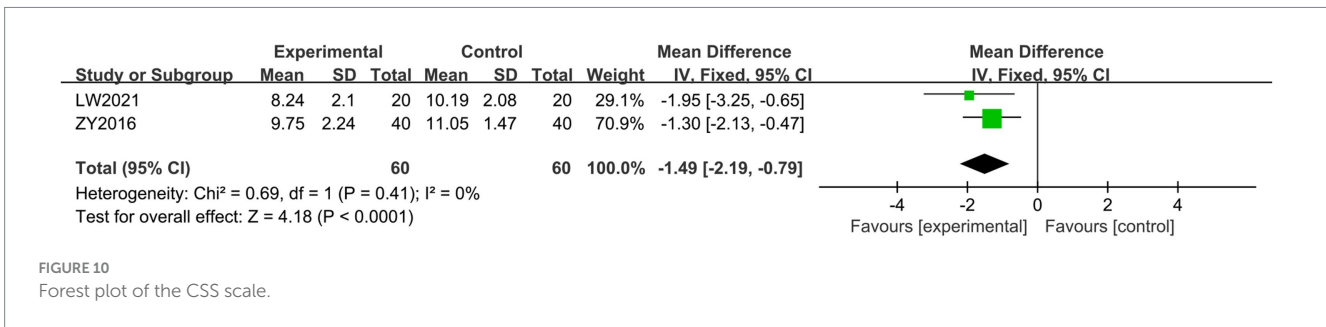 Experimental Control Mean Difference Mean Difference
Study or Subgroup Mean SD Total Mean SD Total Weight IV, Fixed, 95% CI IV, Fixed, 95% CI
LW2021 8.24 2.1 20 10.19 2.08 20 29.1% -1.95 [-3.25, -0.65]
ZY2016 9.75 2.24 40 11.05 1.47 40 70.9% -1.30 [-2.13, -0.47]
Total (95% CI) 60 60 100.0% -1.49 [-2.19, -0.79]
Heterogeneity: Chi² = 0.69, df = 1 (P = 0.41); I² = 0%
Test for overall effect: Z = 4.18 (P < 0.0001)
-4 -2 0 2 4
Favours [experimental] Favours [control]
FIGURE 10
Forest plot of the CSS scale.